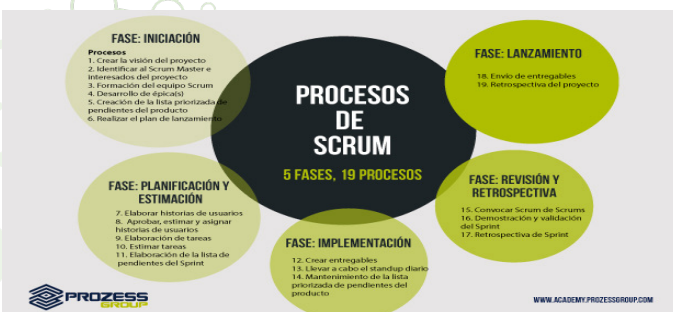 FASE: INICIACIÓN
Procesos
1. Crear la visión del proyecto
2. Identificar al Scrum Master e
interesados del proyecto
3. Formación del equipo Scrum
4. Desarrollo de épica(s)
5. Creación de la lista priorizada de
pendientes del producto
6. Realizar el plan de lanzamiento
FASE: PLANIFICACIÓN Y
ESTIMACIÓN
7. Elaborar historias de usuarios
8. Aprobar, estimar y asignar
historias de usuarios
9. Elaboración de tareas
10. Estimar tareas
11. Elaboración de la lista de
pendientes del Sprint
PROCESOS
DE
SCRUM
5 FASES, 19 PROCESOS
FASE: IMPLEMENTACIÓN
12. Crear entregables
13. Llevar a cabo el standup diario
14. Mantenimiento de la lista
priorizada de pendientes del
producto
FASE: REVISIÓN Y
RETROSPECTIVA
15. Convocar Scrum de Scrums
16. Demostración y validación
del Sprint
17. Retrospectiva de Sprint
FASE: LANZAMIENTO
18. Envío de entregables
19. Retrospectiva del proyecto
PROZESS
GROUP
WWW.ACADEMY.PROZESSGROUP.COM